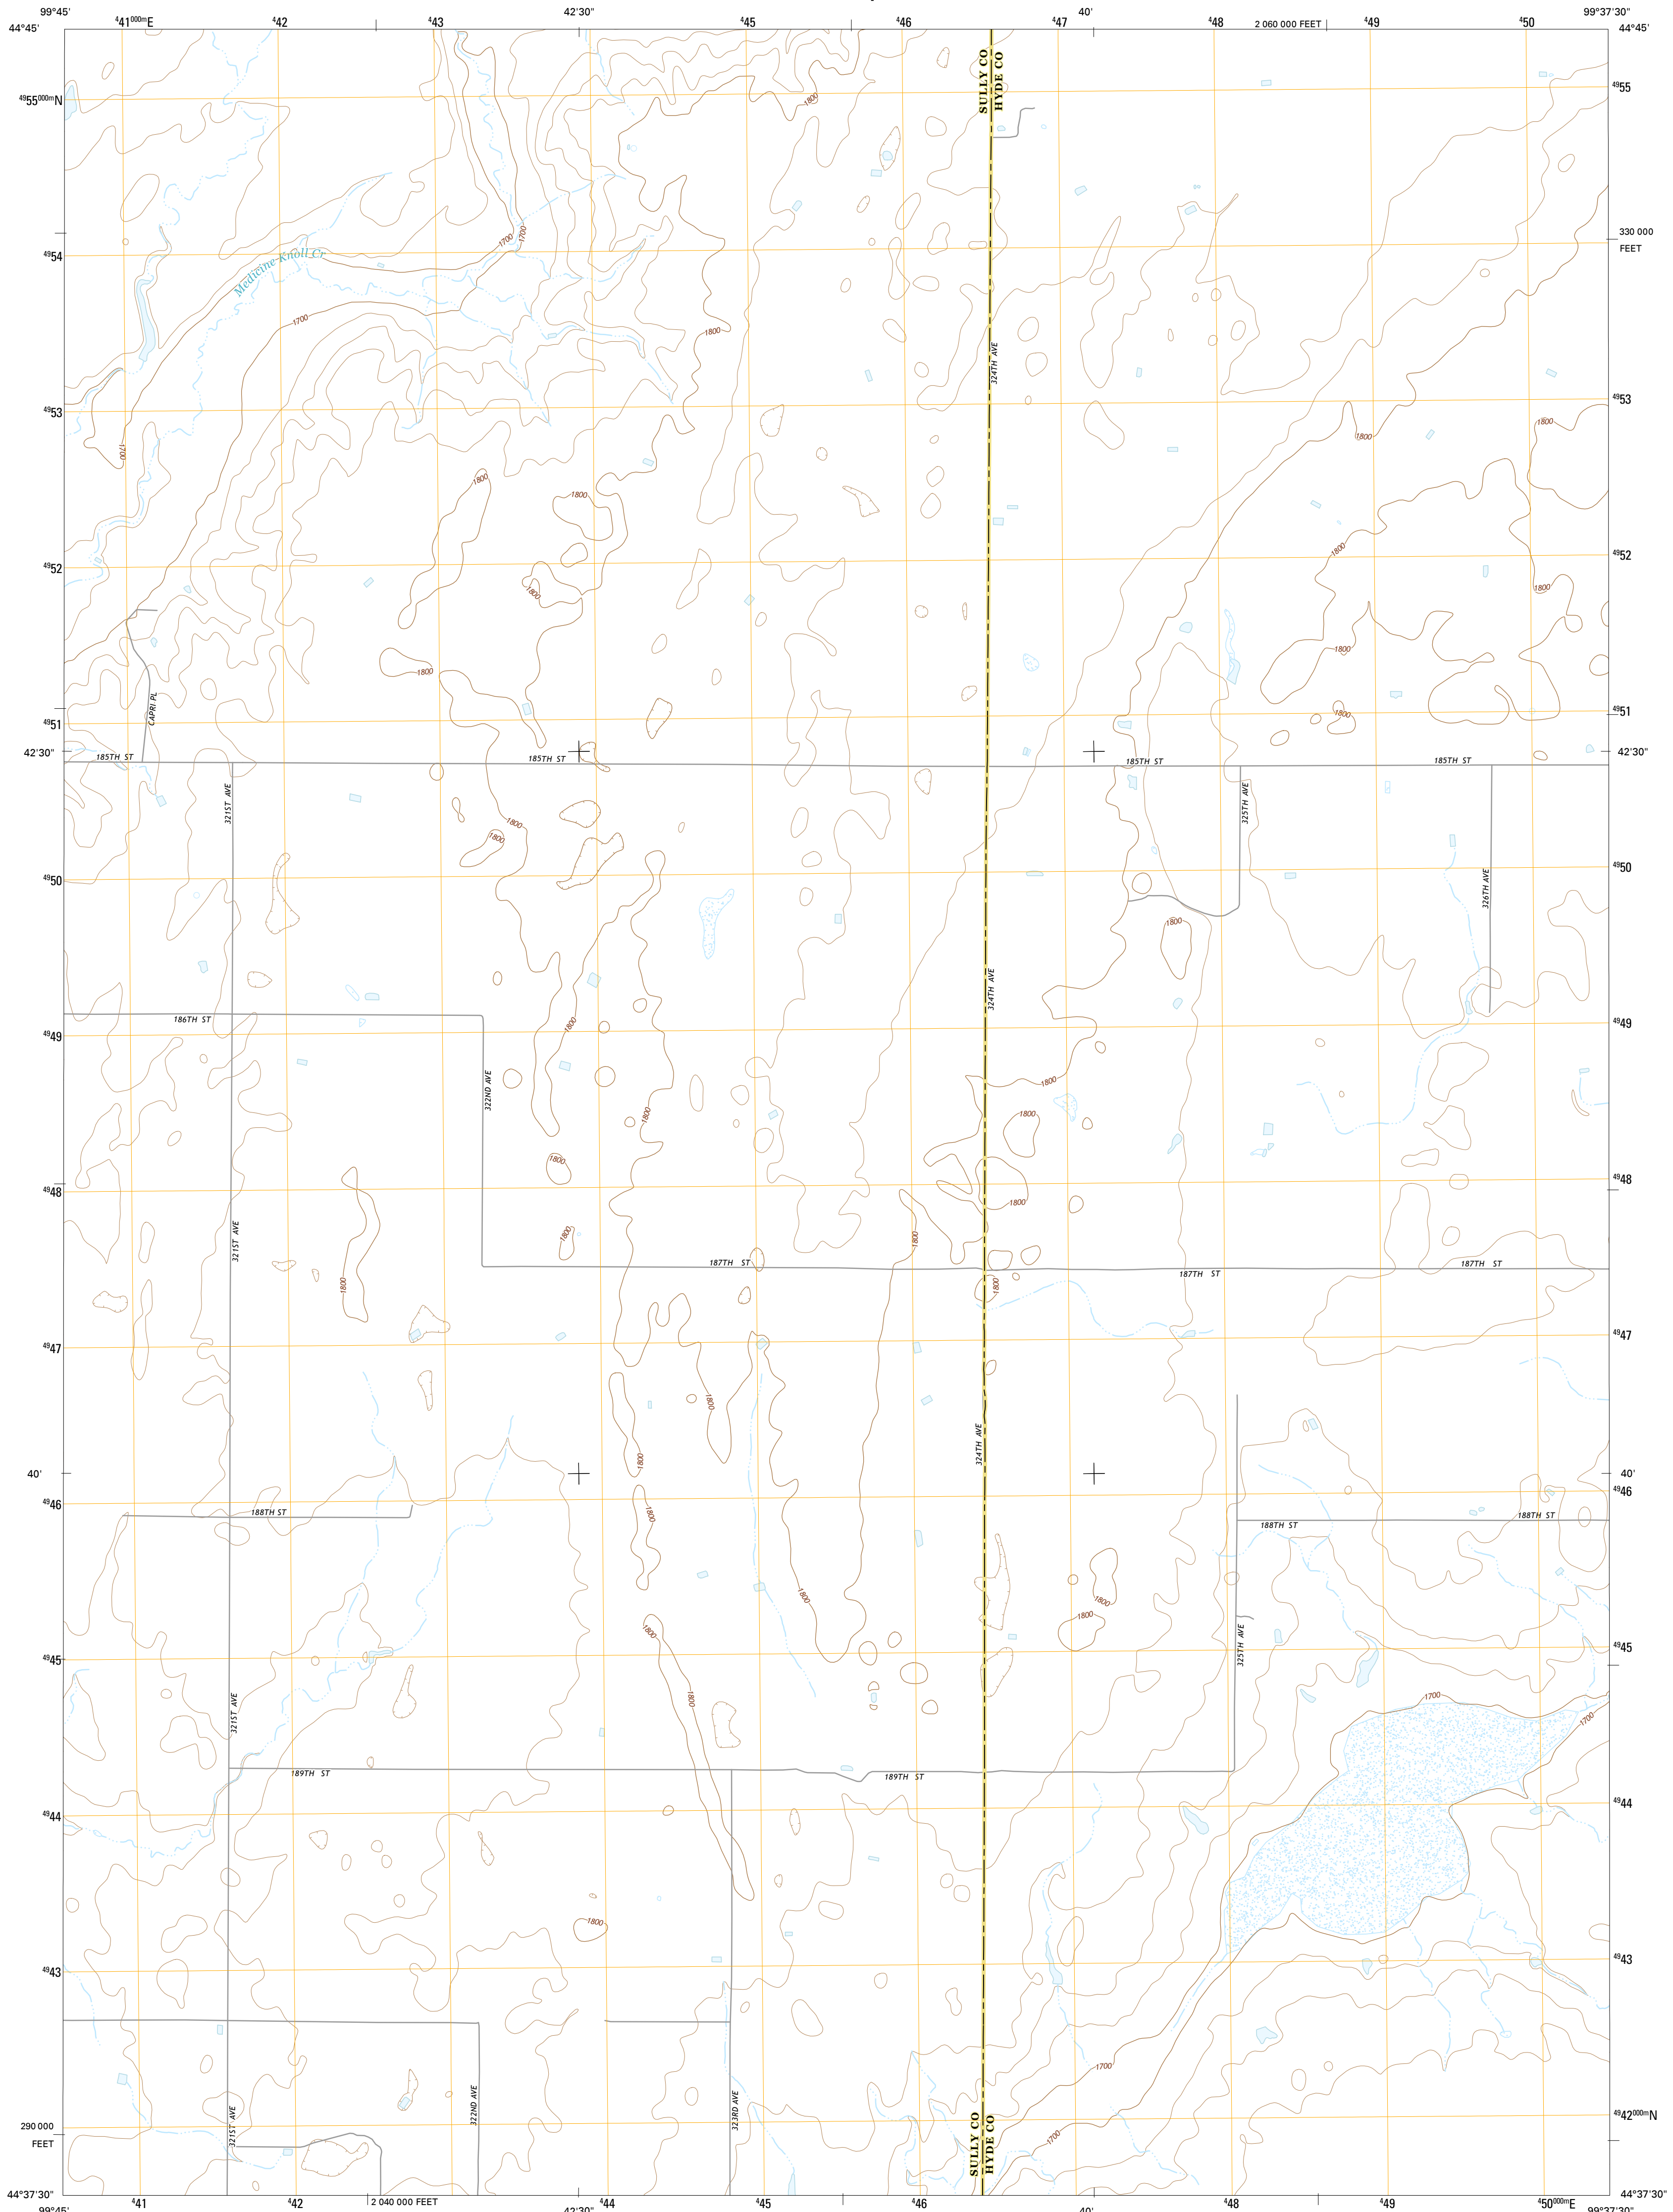 99°45'
⁴41⁰⁰⁰ᵐE
⁴42
⁴43
42'30"
⁴45
⁴46
⁴47
40'
⁴48
2 060 000 FEET
⁴49
⁴50
99°37'30"
44°45'
44°45'
SULLY CO
HYDE CO
⁴⁹55⁰⁰⁰ᵐN
1800
⁴⁹55
1700
1700
330 000
FEET
⁴⁹54
Medicine Knoll Cr
⁴⁹54
1700
1800
324TH AVE
⁴⁹53
⁴⁹53
1800
1800
1700
1800
1800
1800
⁴⁹52
⁴⁹52
1800
1800
1800
1800
CAPRI PL
1800
⁴⁹51
⁴⁹51
42'30"
42'30"
185TH ST
185TH ST
185TH ST
185TH ST
321ST AVE
325TH AVE
1800
1800
⁴⁹50
⁴⁹50
326TH AVE
1800
324TH AVE
186TH ST
1800
⁴⁹49
⁴⁹49
322ND AVE
1800
1800
1800
1800
⁴⁹48
⁴⁹48
1800
321ST AVE
1800
1800
187TH ST
187TH ST
187TH ST
1800
1800
⁴⁹47
⁴⁹47
1800
324TH AVE
1800
40'
40'
⁴⁹46
⁴⁹46
188TH ST
1800
188TH ST
188TH ST
1800
1800
1800
1800
325TH AVE
⁴⁹45
⁴⁹45
321ST AVE
1800
1700
1700
189TH ST
189TH ST
⁴⁹44
⁴⁹44
1800
⁴⁹43
⁴⁹43
1700
322ND AVE
323RD AVE
321ST AVE
290 000
FEET
⁴⁹42⁰⁰⁰ᵐN
SULLY CO
HYDE CO
1700
44°37'30"
44°37'30"
99°45'
⁴41
⁴42
2 040 000 FEET
42'30"
⁴44
⁴45
⁴46
40'
⁴48
⁴49
⁴50⁰⁰⁰ᵐE
99°37'30"